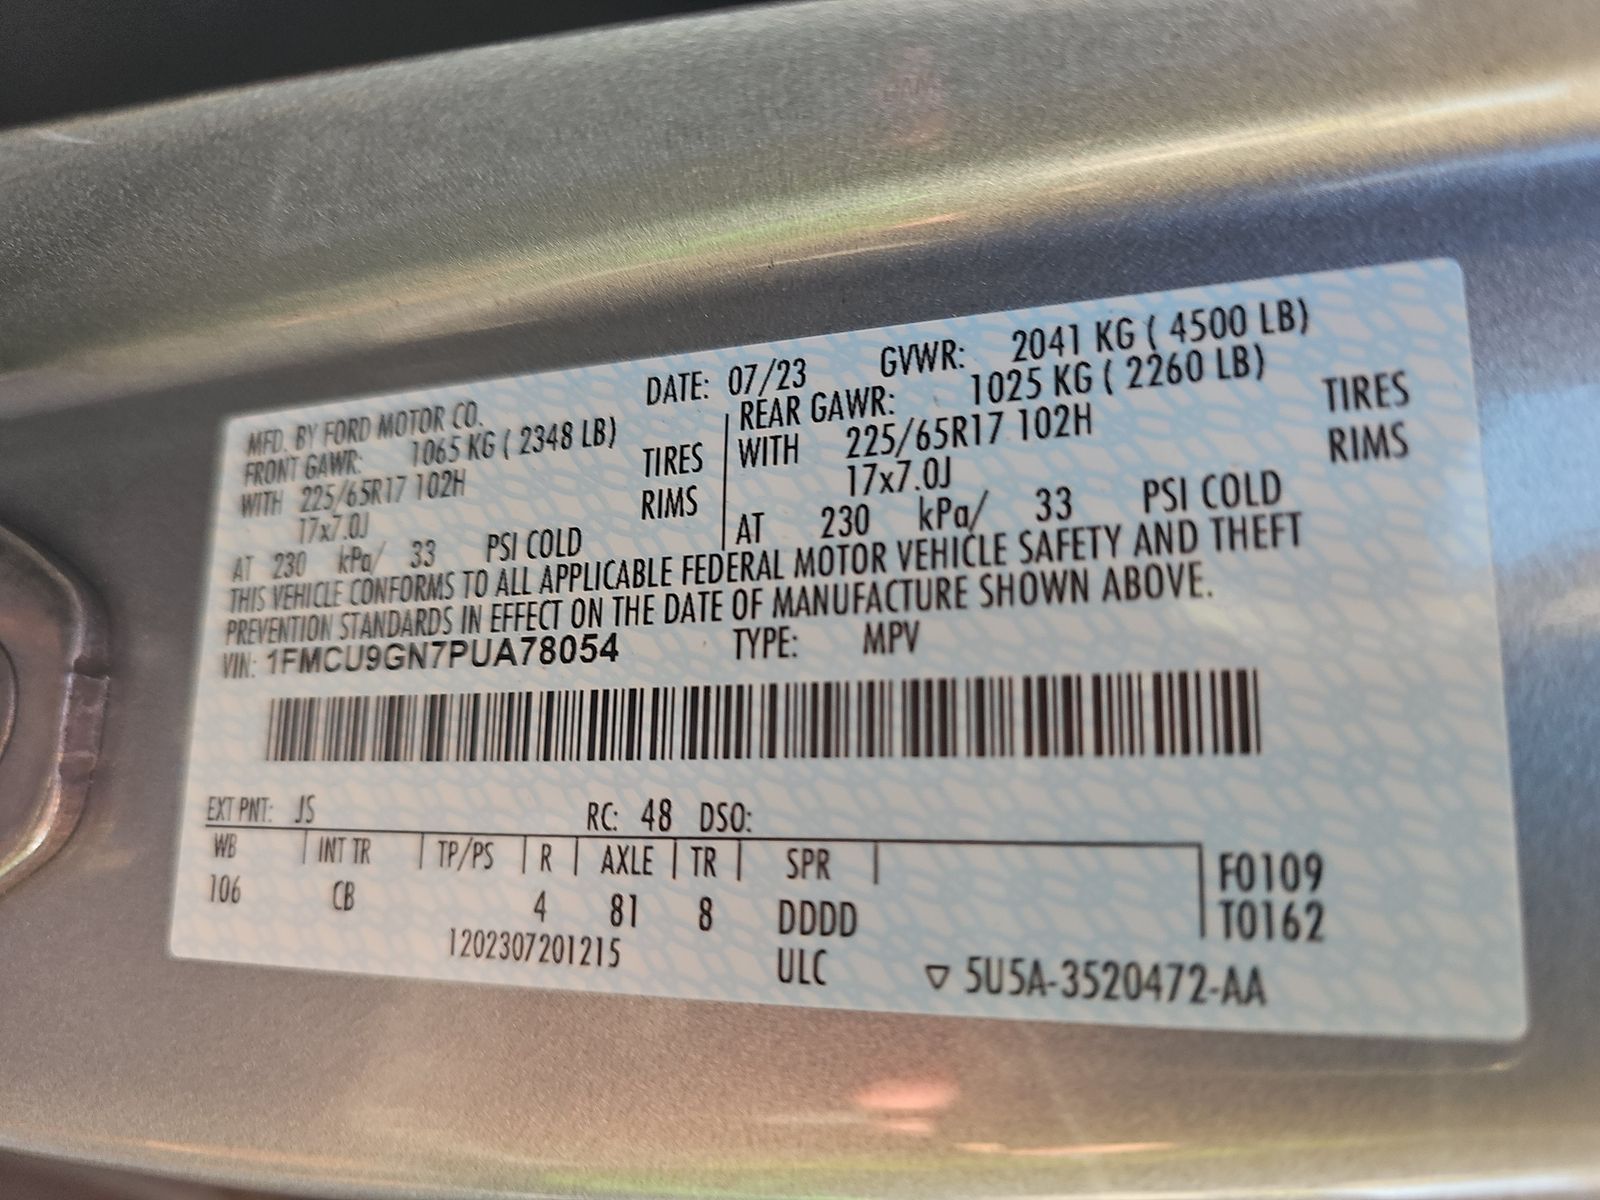 MFD. BY FORD MOTOR CO. DATE: 07/23 GVWR: 2041 KG ( 4500 LB)
FRONT GAWR: 1065 KG ( 2348 LB) REAR GAWR: 1025 KG ( 2260 LB)
WITH 225/65R17 102H TIRES WITH 225/65R17 102H TIRES
17x7.0J RIMS 17x7.0J RIMS
AT 230 kPa/ 33 PSI COLD AT 230 kPa/ 33 PSI COLD
THIS VEHICLE CONFORMS TO ALL APPLICABLE FEDERAL MOTOR VEHICLE SAFETY AND THEFT
PREVENTION STANDARDS IN EFFECT ON THE DATE OF MANUFACTURE SHOWN ABOVE.
VIN: 1FMCU9GN7PUA78054 TYPE: MPV
EXT PNT: JS RC: 48 DSO:
WB INT TR TP/PS R AXLE TR SPR F0109
106 CB 4 81 8 DDDD T0162
1202307201215 ULC ▽ 5U5A-3520472-AA